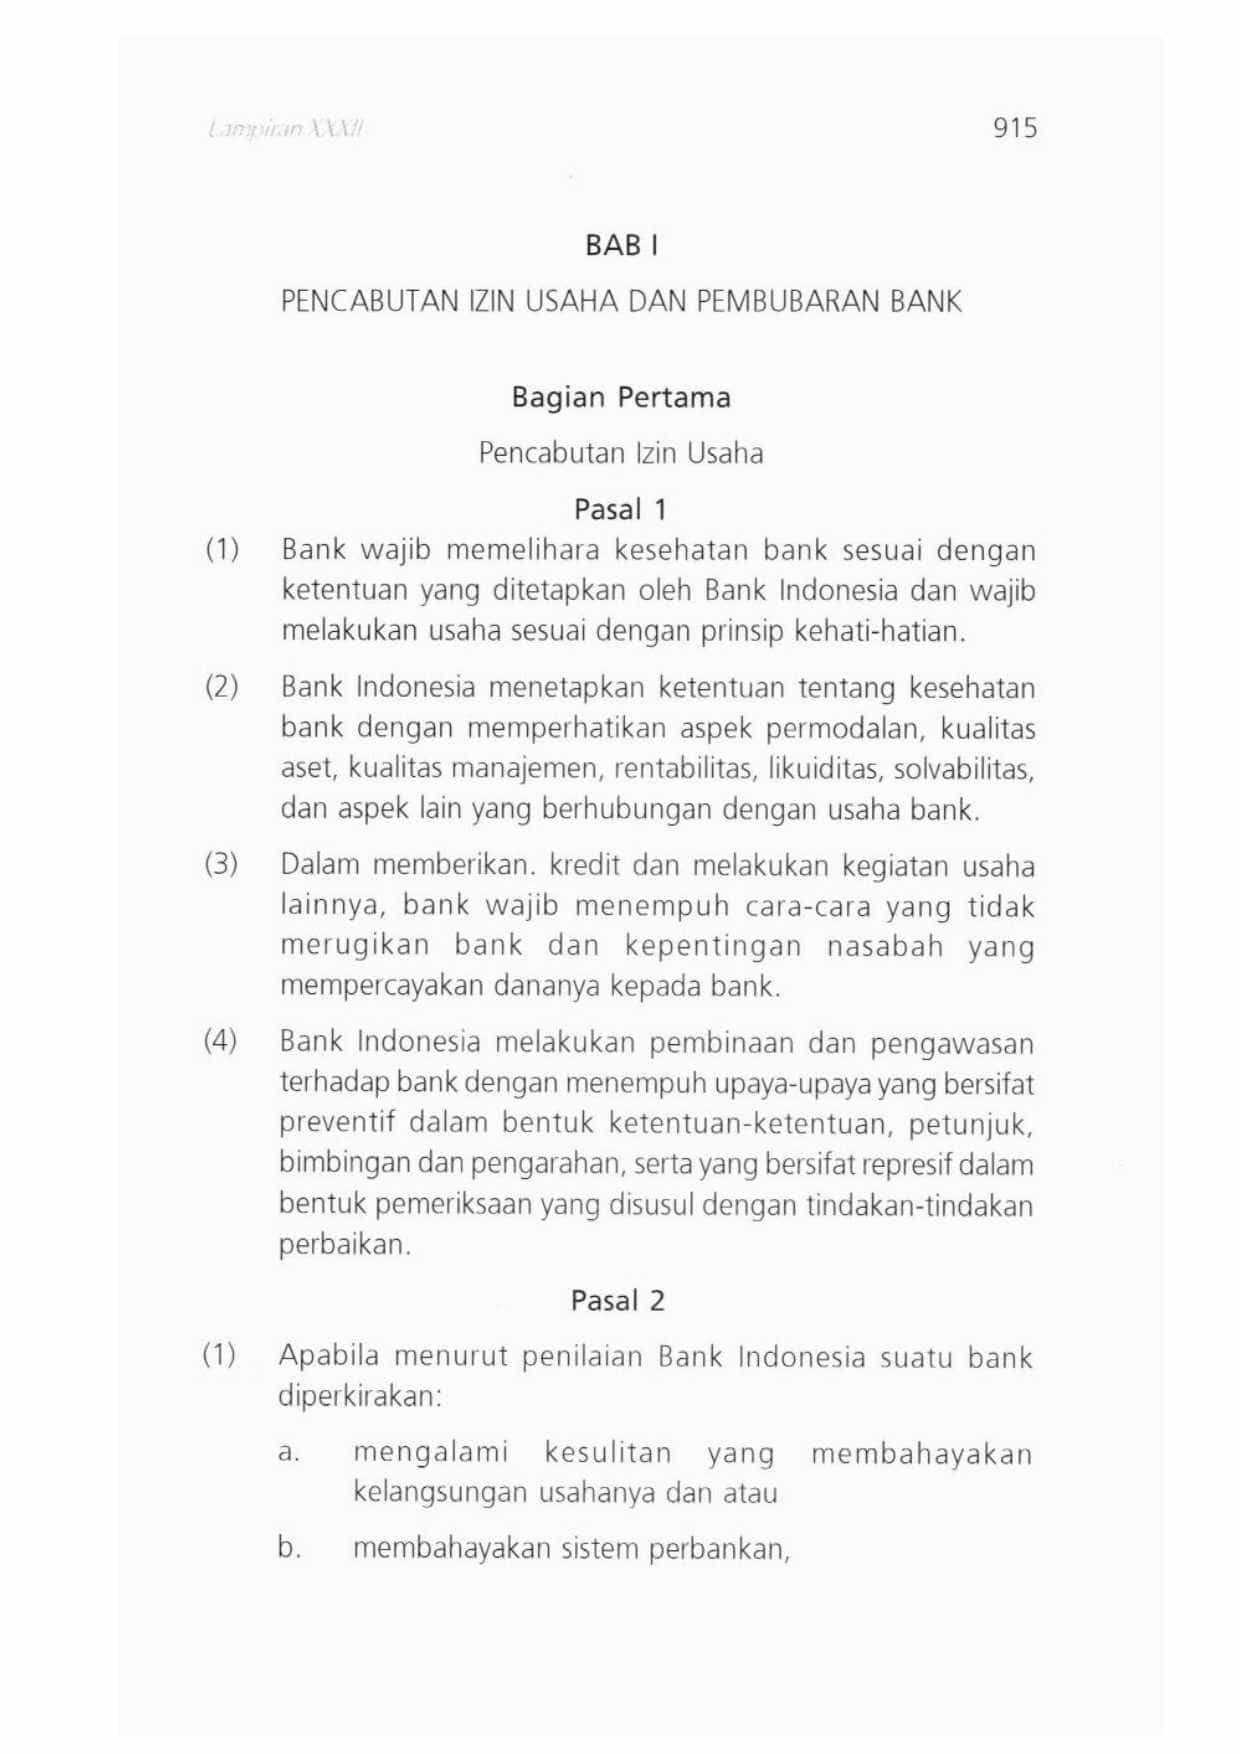 Lampiran XXXII
915
BAB I
PENCABUTAN IZIN USAHA DAN PEMBUBARAN BANK
Bagian Pertama
Pencabutan Izin Usaha
Pasal 1
(1) Bank wajib memelihara kesehatan bank sesuai dengan
ketentuan yang ditetapkan oleh Bank Indonesia dan wajib
melakukan usaha sesuai dengan prinsip kehati-hatian.
(2) Bank Indonesia menetapkan ketentuan tentang kesehatan
bank dengan memperhatikan aspek permodalan, kualitas
aset, kualitas manajemen, rentabilitas, likuiditas, solvabilitas,
dan aspek lain yang berhubungan dengan usaha bank.
(3) Dalam memberikan. kredit dan melakukan kegiatan usaha
lainnya, bank wajib menempuh cara-cara yang tidak
merugikan bank dan kepentingan nasabah yang
mempercayakan dananya kepada bank.
(4) Bank Indonesia melakukan pembinaan dan pengawasan
terhadap bank dengan menempuh upaya-upaya yang bersifat
preventif dalam bentuk ketentuan-ketentuan, petunjuk,
bimbingan dan pengarahan, serta yang bersifat represif dalam
bentuk pemeriksaan yang disusul dengan tindakan-tindakan
perbaikan.
Pasal 2
(1) Apabila menurut penilaian Bank Indonesia suatu bank
diperkirakan:
a. mengalami kesulitan yang membahayakan
kelangsungan usahanya dan atau
b. membahayakan sistem perbankan,